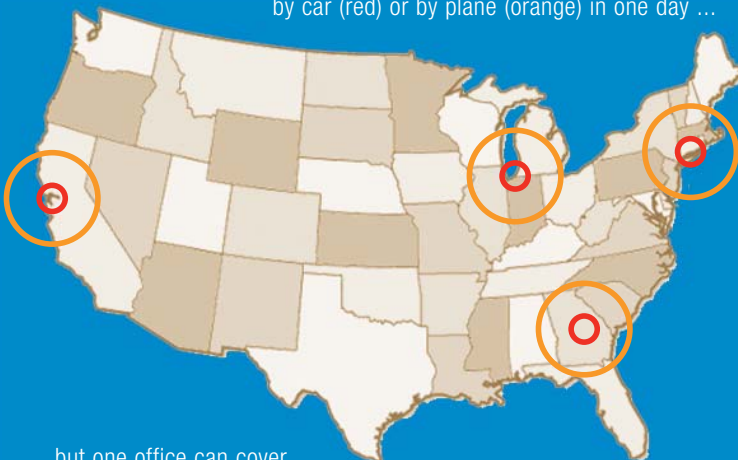 by car (red) or by plane (orange) in one day ...
but one office can cover